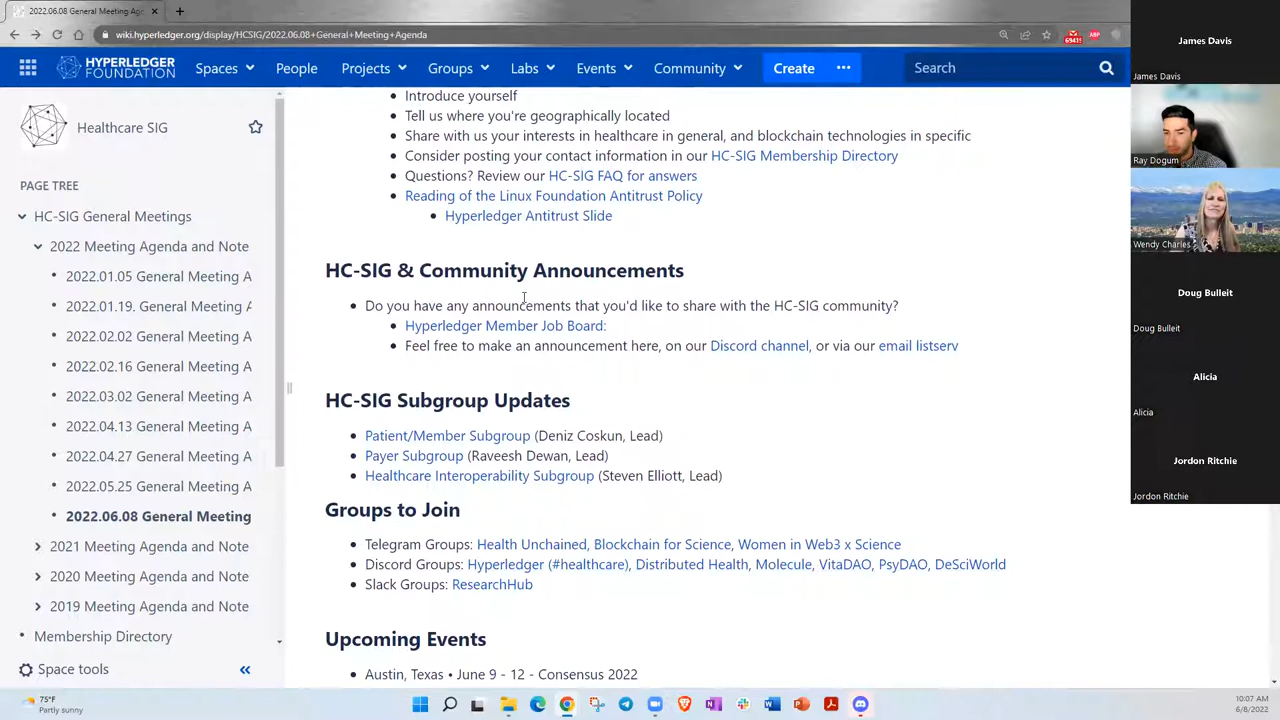 2022.06.08 General Meeting Age
wiki.hyperledger.org/display/HCSIG/2022.06.08+General+Meeting+Agenda
ABP
HYPERLEDGER
FOUNDATION
Spaces
People
Projects
Groups
Labs
Events
Community
Create
Search
Healthcare SIG
PAGE TREE
HC-SIG General Meetings
2022 Meeting Agenda and Note
2022.01.05 General Meeting A
2022.01.19. General Meeting A
2022.02.02 General Meeting A
2022.02.16 General Meeting A
2022.03.02 General Meeting A
2022.04.13 General Meeting A
2022.04.27 General Meeting A
2022.05.25 General Meeting A
2022.06.08 General Meeting
2021 Meeting Agenda and Note
2020 Meeting Agenda and Note
2019 Meeting Agenda and Note
Membership Directory
Space tools
Introduce yourself
Tell us where you're geographically located
Share with us your interests in healthcare in general, and blockchain technologies in specific
Consider posting your contact information in our HC-SIG Membership Directory
Questions? Review our HC-SIG FAQ for answers
Reading of the Linux Foundation Antitrust Policy
Hyperledger Antitrust Slide
HC-SIG & Community Announcements
Do you have any announcements that you'd like to share with the HC-SIG community?
Hyperledger Member Job Board:
Feel free to make an announcement here, on our Discord channel, or via our email listserv
HC-SIG Subgroup Updates
Patient/Member Subgroup (Deniz Coskun, Lead)
Payer Subgroup (Raveesh Dewan, Lead)
Healthcare Interoperability Subgroup (Steven Elliott, Lead)
Groups to Join
Telegram Groups: Health Unchained, Blockchain for Science, Women in Web3 x Science
Discord Groups: Hyperledger (#healthcare), Distributed Health, Molecule, VitaDAO, PsyDAO, DeSciWorld
Slack Groups: ResearchHub
Upcoming Events
Austin, Texas • June 9 - 12 - Consensus 2022
James Davis
James Davis
Ray Dogum
Wendy Charles
Doug Bulleit
Doug Bulleit
Alicia
Alicia
Jordon Ritchie
Jordon Ritchie
75°F
Partly sunny
10:07 AM
6/8/2022